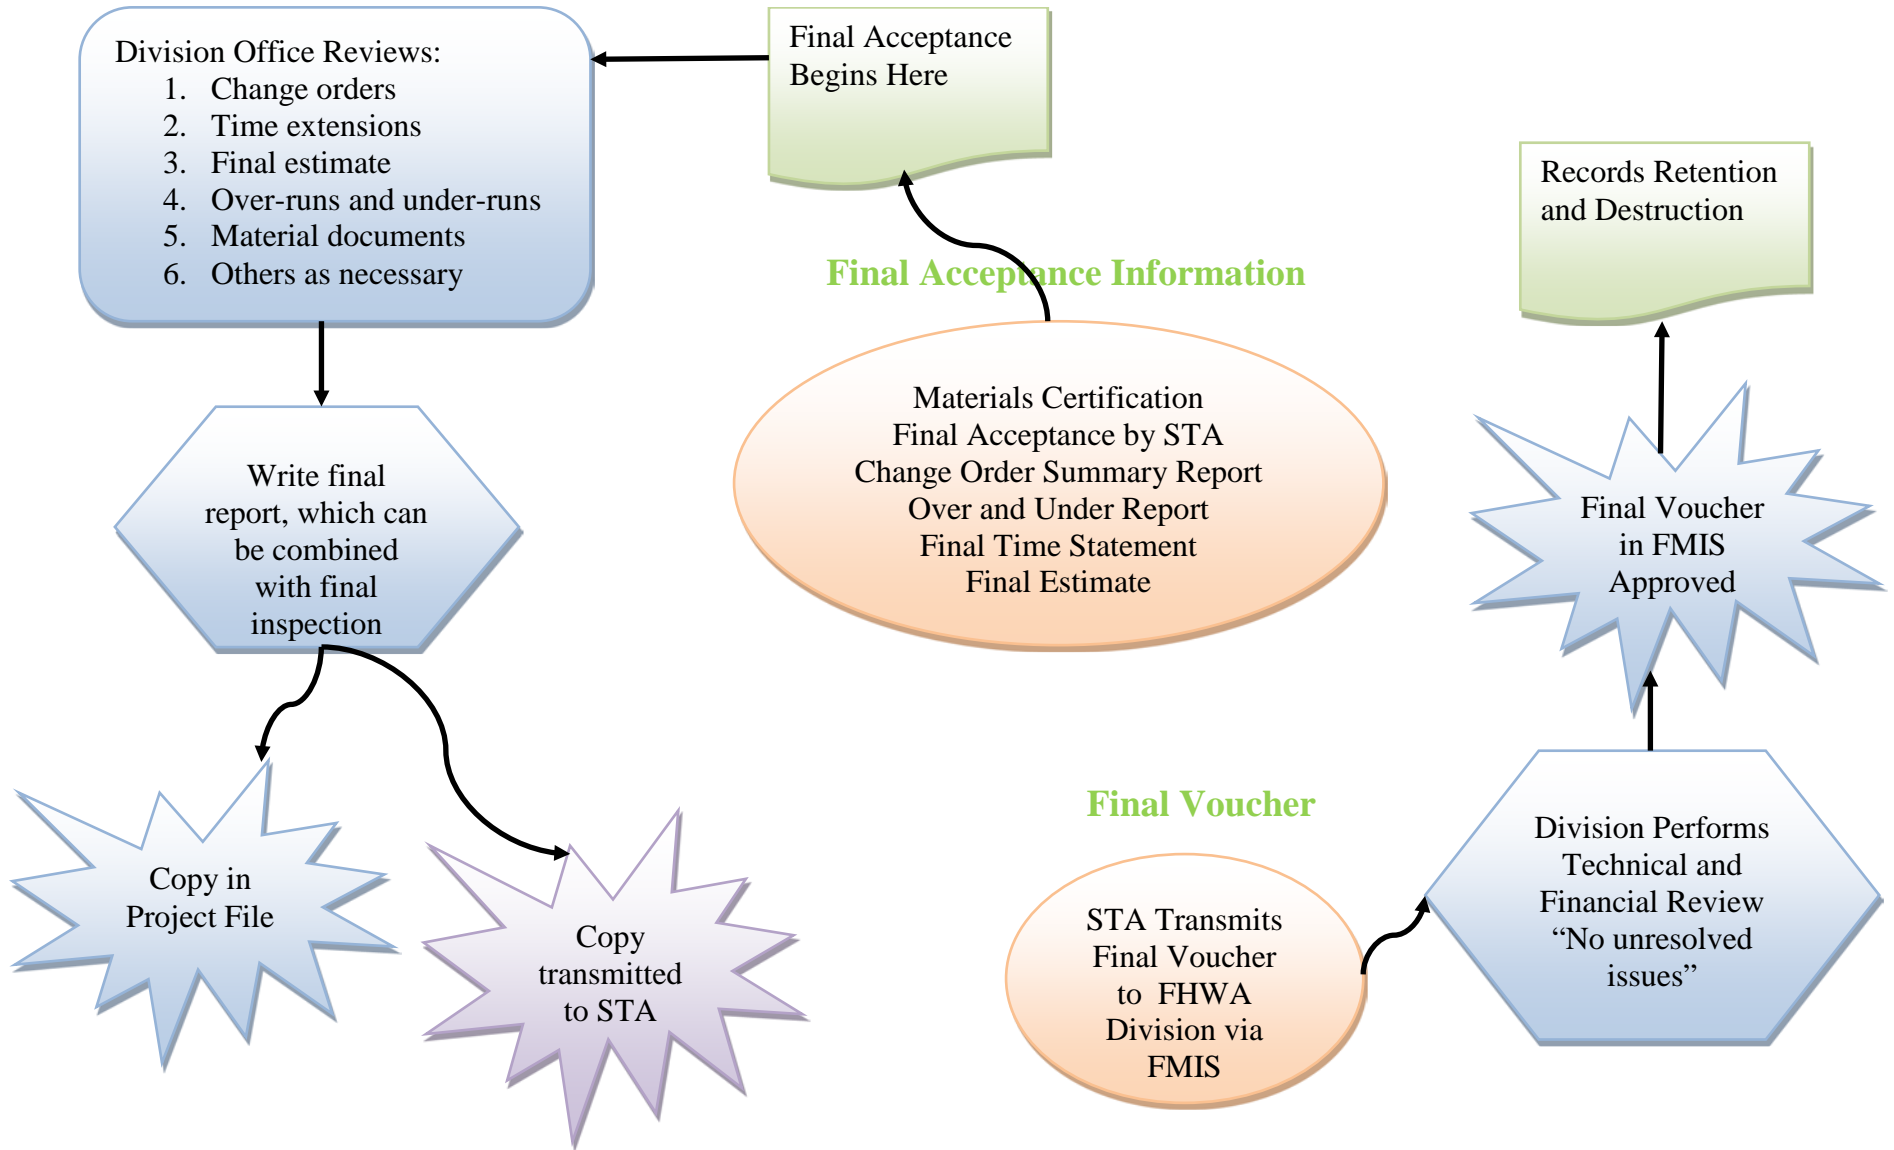 Division Office Reviews:
1. Change orders
2. Time extensions
3. Final estimate
4. Over-runs and under-runs
5. Material documents
6. Others as necessary
Final Acceptance
Begins Here
Records Retention
and Destruction
Final Acceptance Information
Materials Certification
Final Acceptance by STA
Change Order Summary Report
Over and Under Report
Final Time Statement
Final Estimate
Write final
report, which can
be combined
with final
inspection
Final Voucher
in FMIS
Approved
Copy in
Project File
Copy
transmitted
to STA
Final Voucher
STA Transmits
Final Voucher
to FHWA
Division via
FMIS
Division Performs
Technical and
Financial Review
“No unresolved
issues”